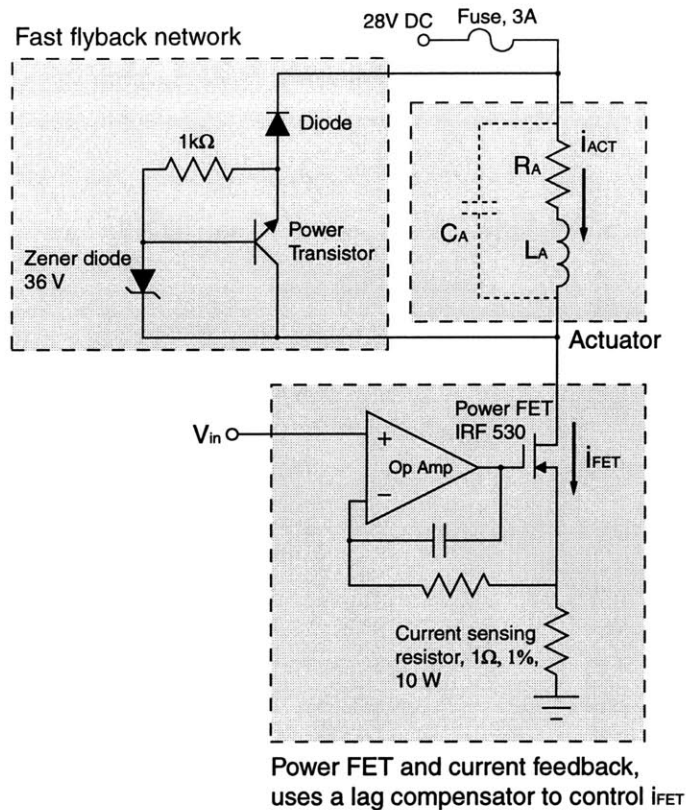 28V DC
Fuse, 3A
Fast flyback network
Diode
1kΩ
iACT
RA
CA
LA
Power
Transistor
Zener diode
36 V
Actuator
Power FET
IRF 530
Vin
+
Op Amp
−
iFET
Current sensing
resistor, 1Ω, 1%,
10 W
Power FET and current feedback,
uses a lag compensator to control iFET